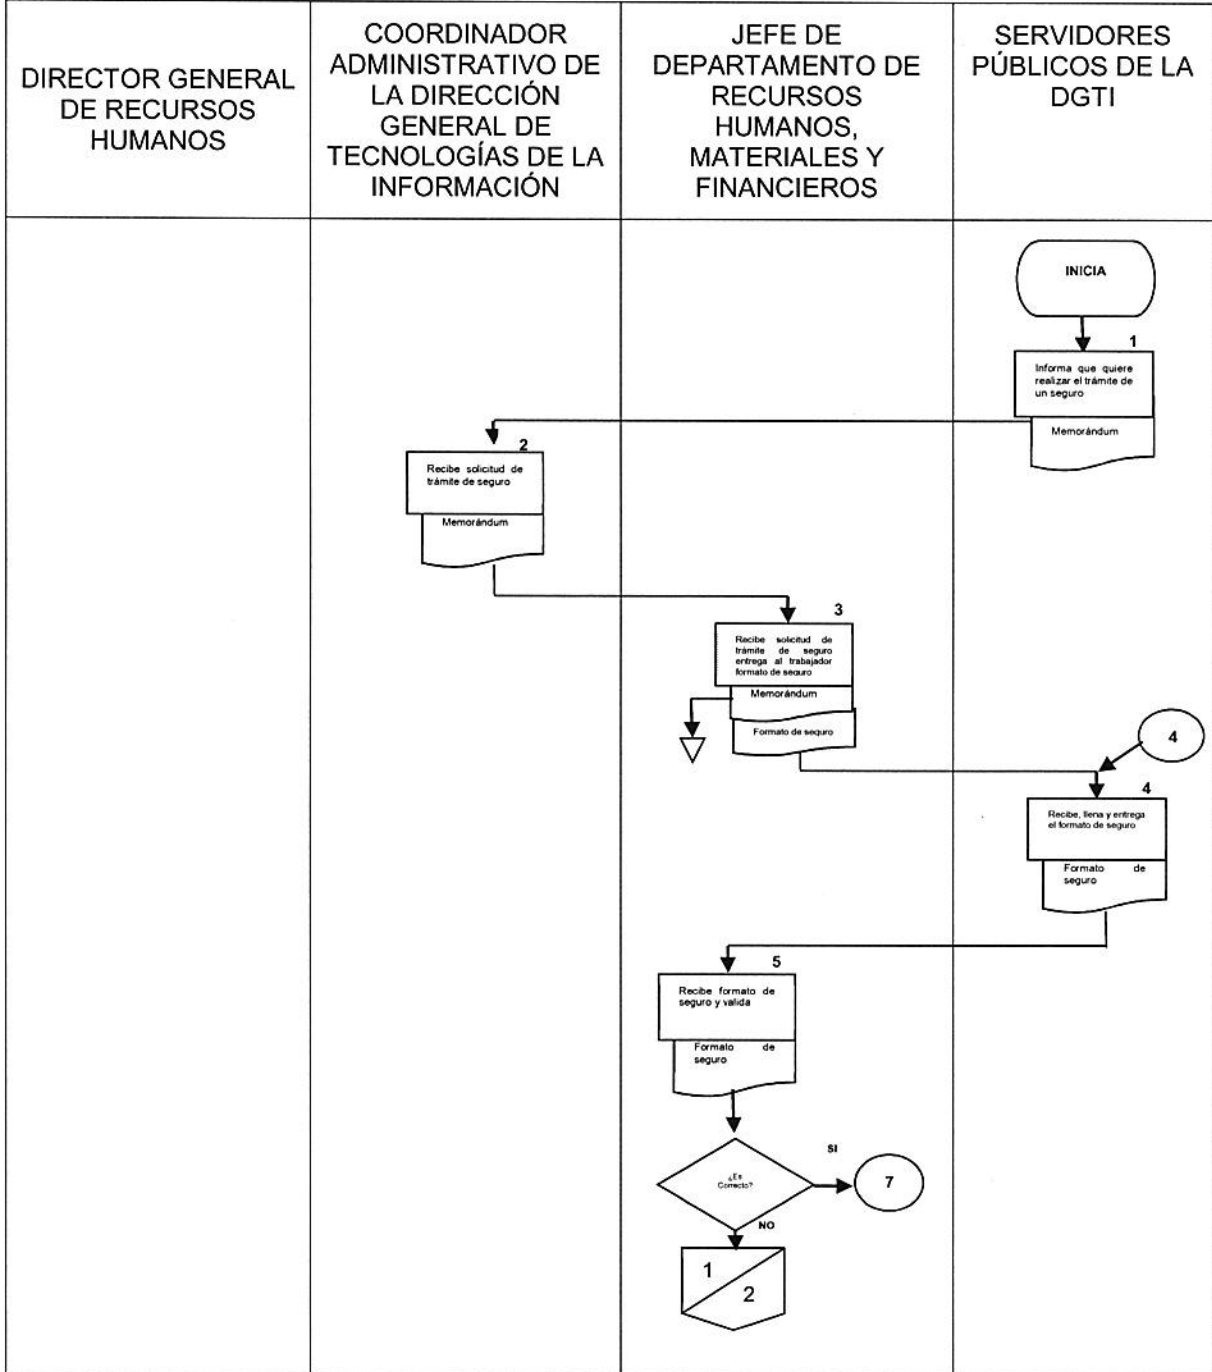 DIRECTOR GENERAL
DE RECURSOS
HUMANOS
COORDINADOR
ADMINISTRATIVO DE
LA DIRECCIÓN
GENERAL DE
TECNOLOGÍAS DE LA
INFORMACIÓN
JEFE DE
DEPARTAMENTO DE
RECURSOS
HUMANOS,
MATERIALES Y
FINANCIEROS
SERVIDORES
PÚBLICOS DE LA
DGTI
INICIA
1
Informa que quiere
realizar el trámite de
un seguro
Memorándum
2
Recibe solicitud de
trámite de seguro
Memorándum
3
Recibe solicitud de
trámite de seguro
entrega al trabajador
formato de seguro
Memorándum
Formato de seguro
4
4
Recibe, llena y entrega
el formato de seguro
Formato de
seguro
5
Recibe formato de
seguro y valida
Formato de
seguro
¿Es
Correcto?
SI
7
NO
1
2